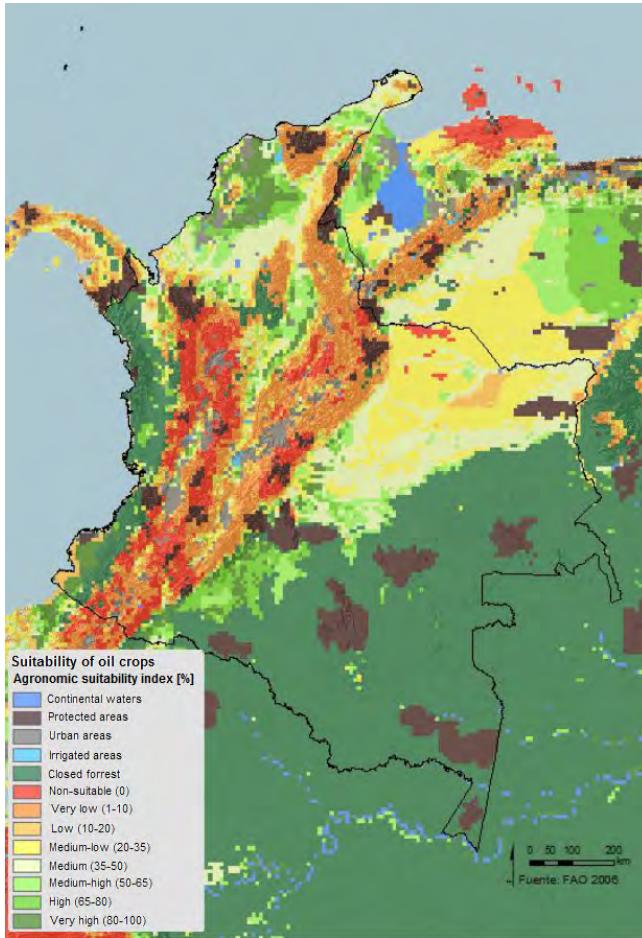 Suitability of oil crops
Agronomic suitability index [%]
Continental waters
Protected areas
Urban areas
Irrigated areas
Closed forrest
Non-suitable (0)
Very low (1-10)
Low (10-20)
Medium-low (20-35)
Medium (35-50)
Medium-high (50-65)
High (65-80)
Very high (80-100)
0 50 100 200
km
Fuente: FAO 2006